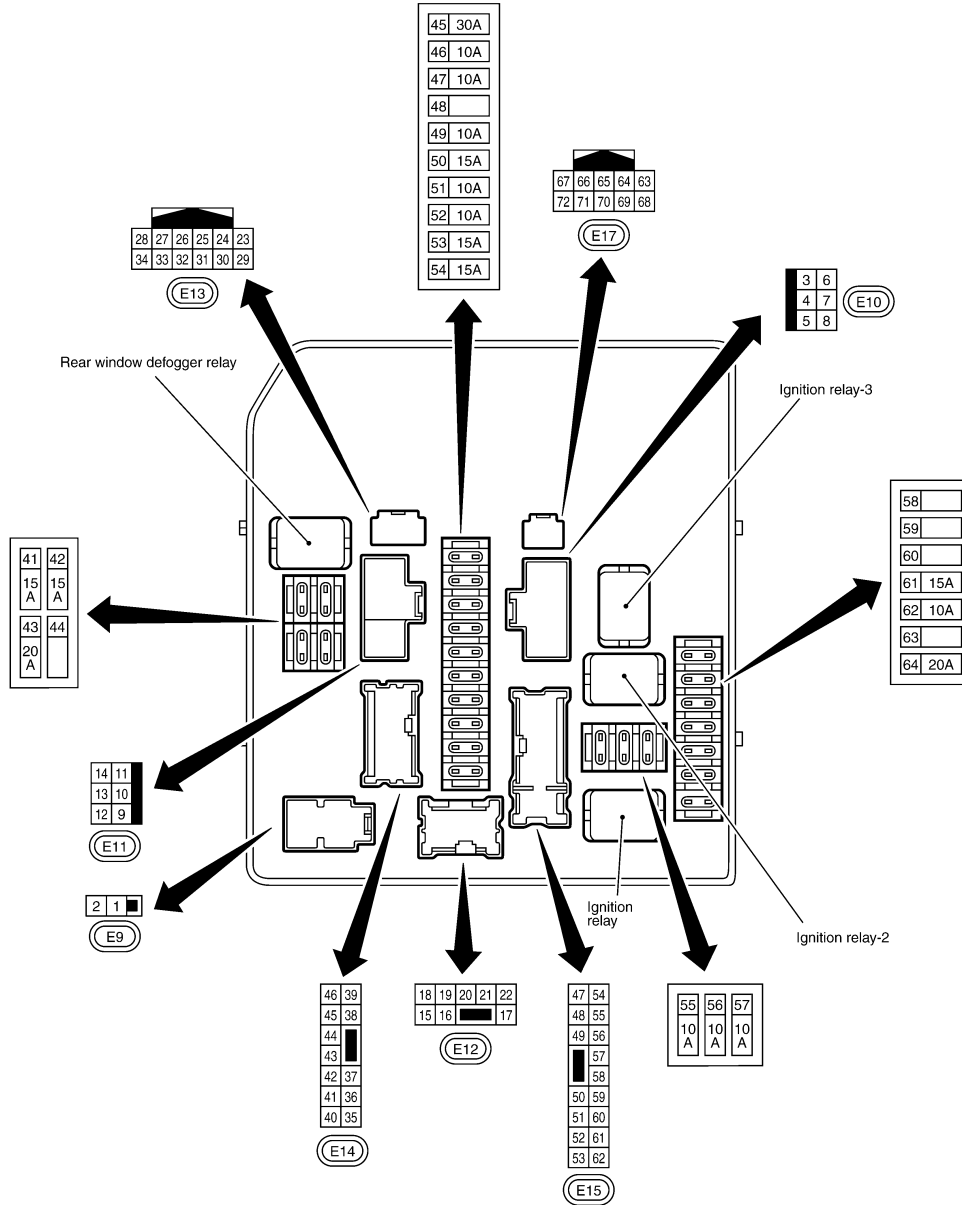 45 30A
46 10A
47 10A
48
49 10A
50 15A
51 10A
52 10A
53 15A
54 15A
67 66 65 64 63
72 71 70 69 68
E17
28 27 26 25 24 23
34 33 32 31 30 29
E13
3 6
4 7
5 8
E10
Rear window defogger relay
Ignition relay-3
58
59
60
61 15A
62 10A
63
64 20A
41 42
15 15
A A
43 44
20
A
14 11
13 10
12 9
E11
2 1
E9
Ignition
relay
Ignition relay-2
46 39
45 38
44
43
42 37
41 36
40 35
E14
18 19 20 21 22
15 16 17
E12
47 54
48 55
49 56
57
58
50 59
51 60
52 61
53 62
E15
55 56 57
10 10 10
A A A